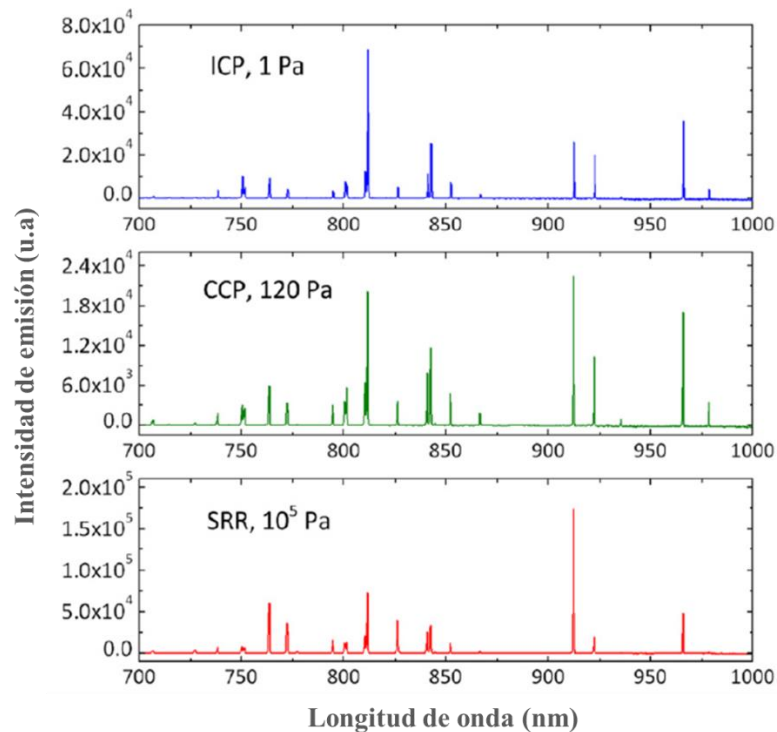 Intensidad de emisión (u.a)
8.0x10⁴
6.0x10⁴
4.0x10⁴
2.0x10⁴
0.0
ICP, 1 Pa
700 750 800 850 900 950 1000
2.4x10⁴
1.8x10⁴
1.2x10⁴
6.0x10³
0.0
CCP, 120 Pa
700 750 800 850 900 950 1000
2.0x10⁵
1.5x10⁵
1.0x10⁵
5.0x10⁴
0.0
SRR, 10⁵ Pa
700 750 800 850 900 950 1000
Longitud de onda (nm)